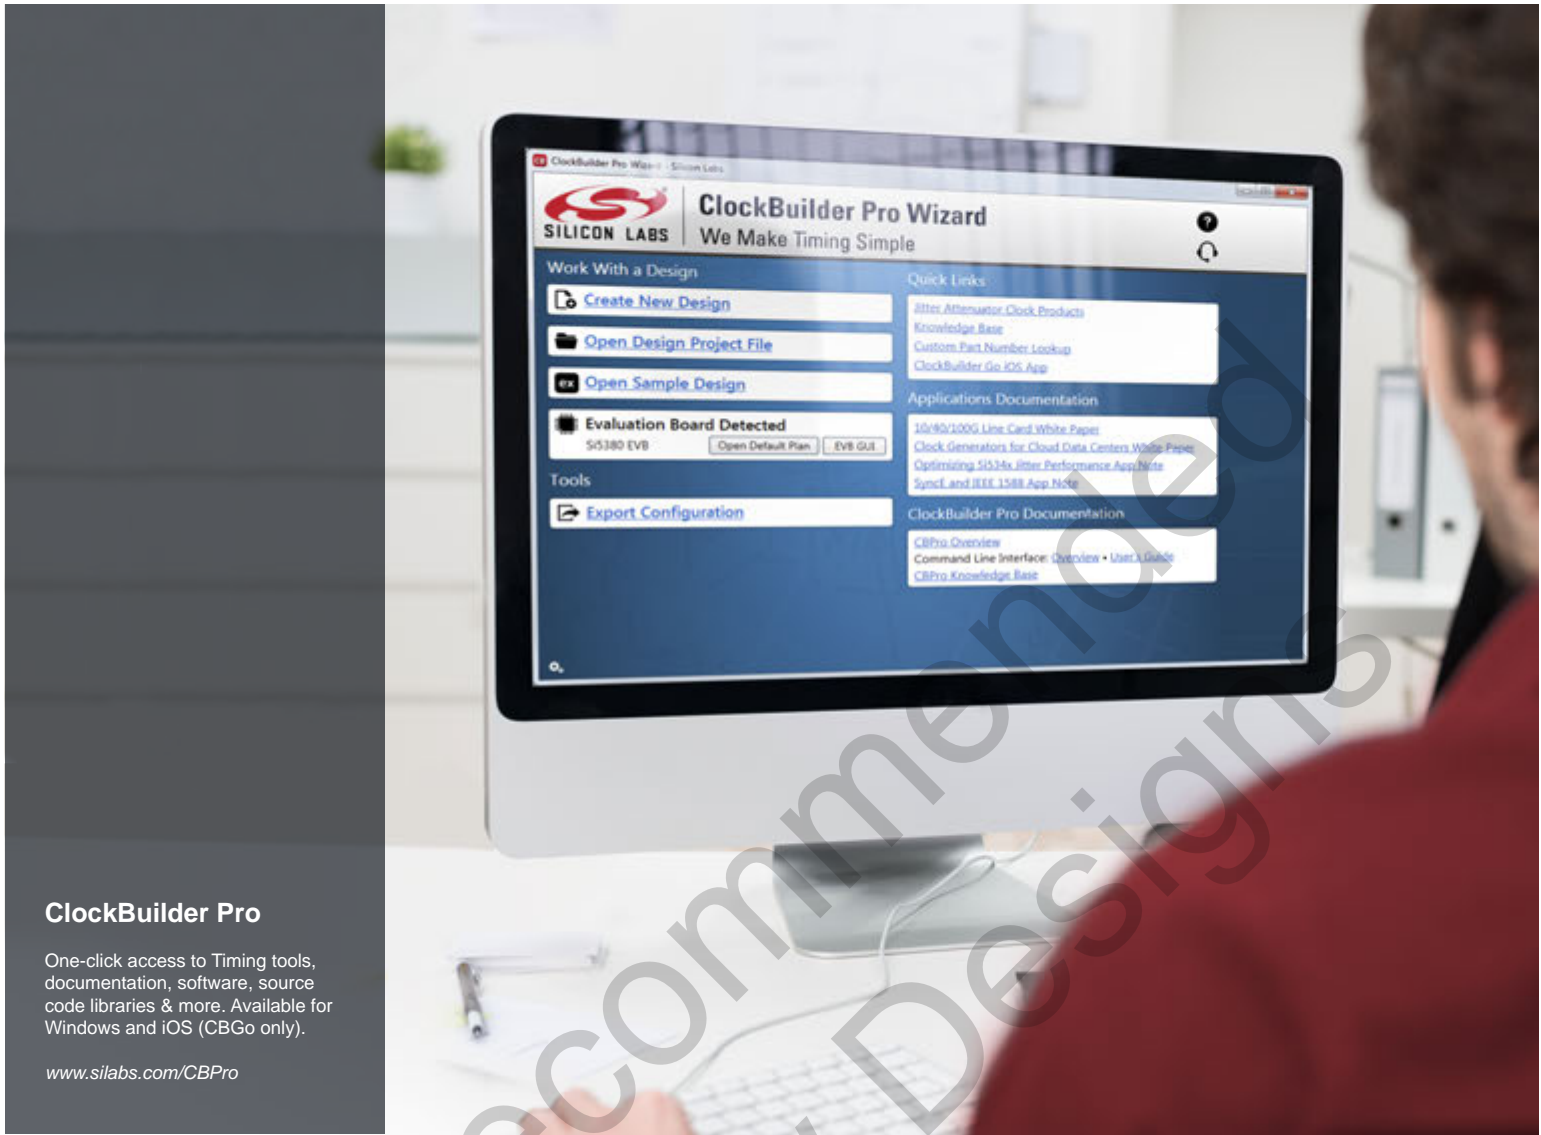 ClockBuilder Pro Wizard - Silicon Labs
SILICON LABS
ClockBuilder Pro Wizard
We Make Timing Simple
Work With a Design
Create New Design
Open Design Project File
ex Open Sample Design
Evaluation Board Detected
Si5380 EVB Open Default Plan EVB GUI
Tools
Export Configuration
Quick Links
Jitter Attenuator Clock Products
Knowledge Base
Custom Part Number Lookup
ClockBuilder Go iOS App
Applications Documentation
10/40/100G Line Card White Paper
Clock Generators for Cloud Data Centers White Paper
Optimizing Si534x Jitter Performance App Note
SyncE and IEEE 1588 App Note
ClockBuilder Pro Documentation
CBPro Overview
Command Line Interface: Overview • User's Guide
CBPro Knowledge Base
ClockBuilder Pro
One-click access to Timing tools,
documentation, software, source
code libraries & more. Available for
Windows and iOS (CBGo only).
www.silabs.com/CBPro
ecommended
Designs